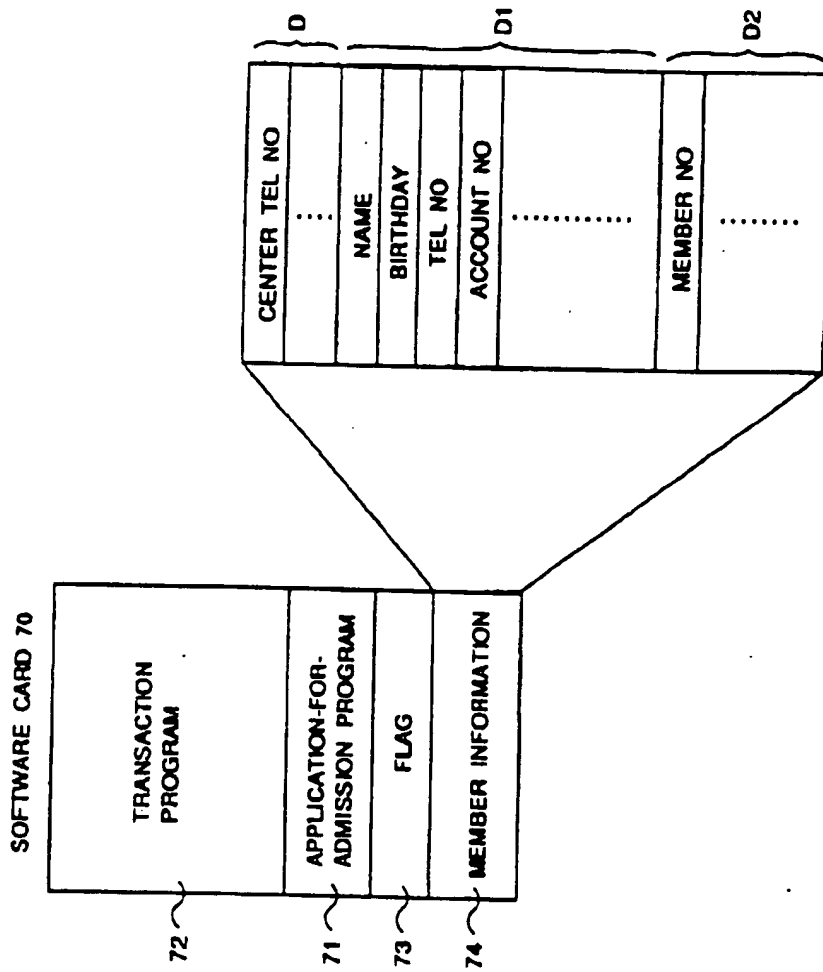 SOFTWARE CARD 70
72
TRANSACTION
PROGRAM
71
APPLICATION-FOR-
ADMISSION PROGRAM
73
FLAG
74
MEMBER INFORMATION
CENTER TEL NO
.....
D
NAME
BIRTHDAY
TEL NO
ACCOUNT NO
..............
D1
MEMBER NO
........
D2